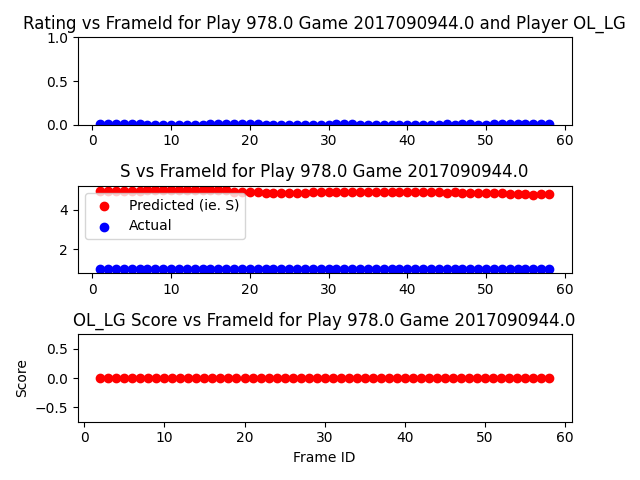 Rating vs FrameId for Play 978.0 Game 2017090944.0 and Player OL_LG
1.0
0.5
0.0
0 10 20 30 40 50 60
S vs FrameId for Play 978.0 Game 2017090944.0
4
2
Predicted (ie. S)
Actual
0 10 20 30 40 50 60
OL_LG Score vs FrameId for Play 978.0 Game 2017090944.0
Score
0.5
0.0
−0.5
0 10 20 30 40 50 60
Frame ID